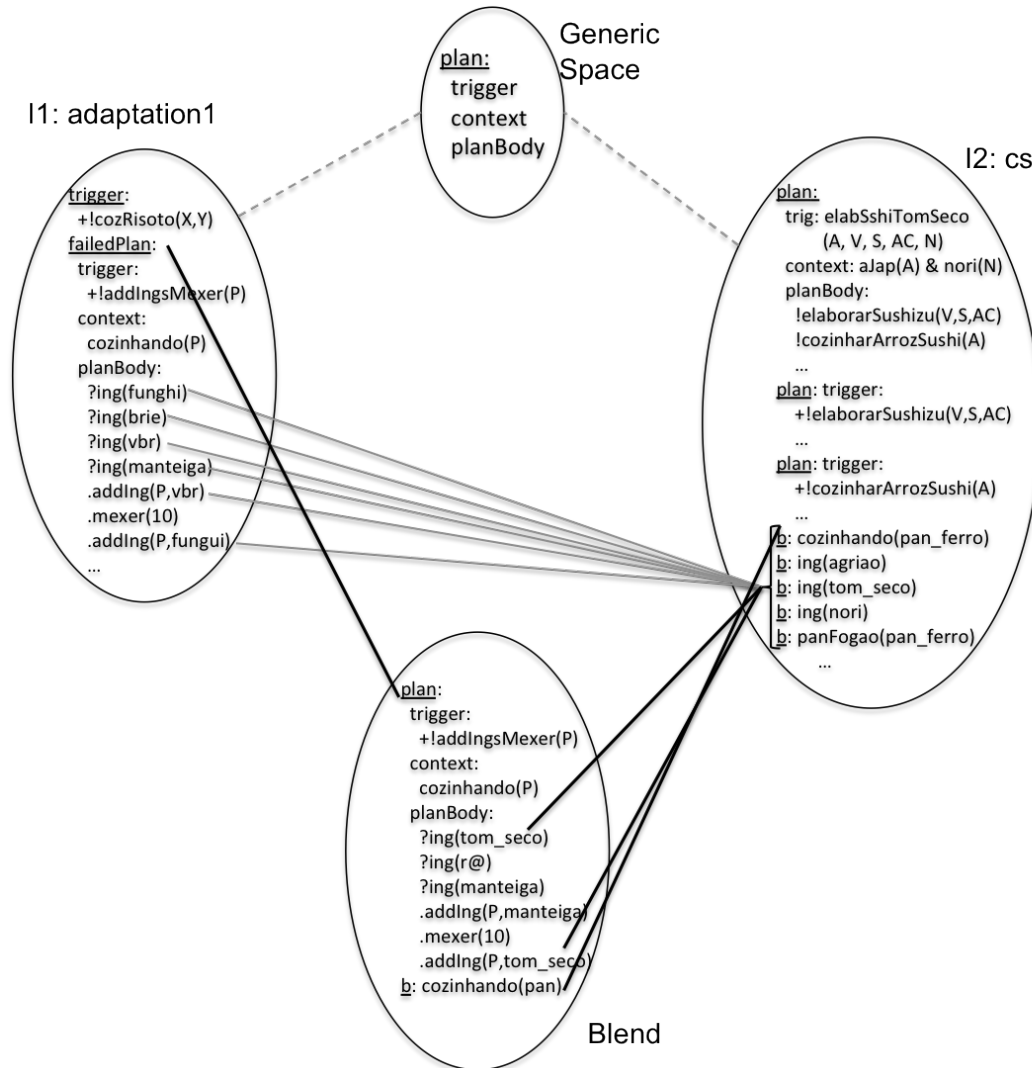 Generic
Space
plan:
trigger
context
planBody
I1: adaptation1
trigger:
+!cozRisoto(X,Y)
failedPlan:
trigger:
+!addIngsMexer(P)
context:
cozinhando(P)
planBody:
?ing(funghi)
?ing(brie)
?ing(vbr)
?ing(manteiga)
.addIng(P,vbr)
.mexer(10)
.addIng(P,fungui)
...
I2: cs
plan:
trig: elabSshiTomSeco
(A, V, S, AC, N)
context: aJap(A) & nori(N)
planBody:
!elaborarSushizu(V,S,AC)
!cozinharArrozSushi(A)
...
plan: trigger:
+!elaborarSushizu(V,S,AC)
...
plan: trigger:
+!cozinharArrozSushi(A)
...
b: cozinhando(pan_ferro)
b: ing(agriao)
b: ing(tom_seco)
b: ing(nori)
b: panFogao(pan_ferro)
...
plan:
trigger:
+!addIngsMexer(P)
context:
cozinhando(P)
planBody:
?ing(tom_seco)
?ing(r@)
?ing(manteiga)
.addIng(P,manteiga)
.mexer(10)
.addIng(P,tom_seco)
b: cozinhando(pan)
Blend